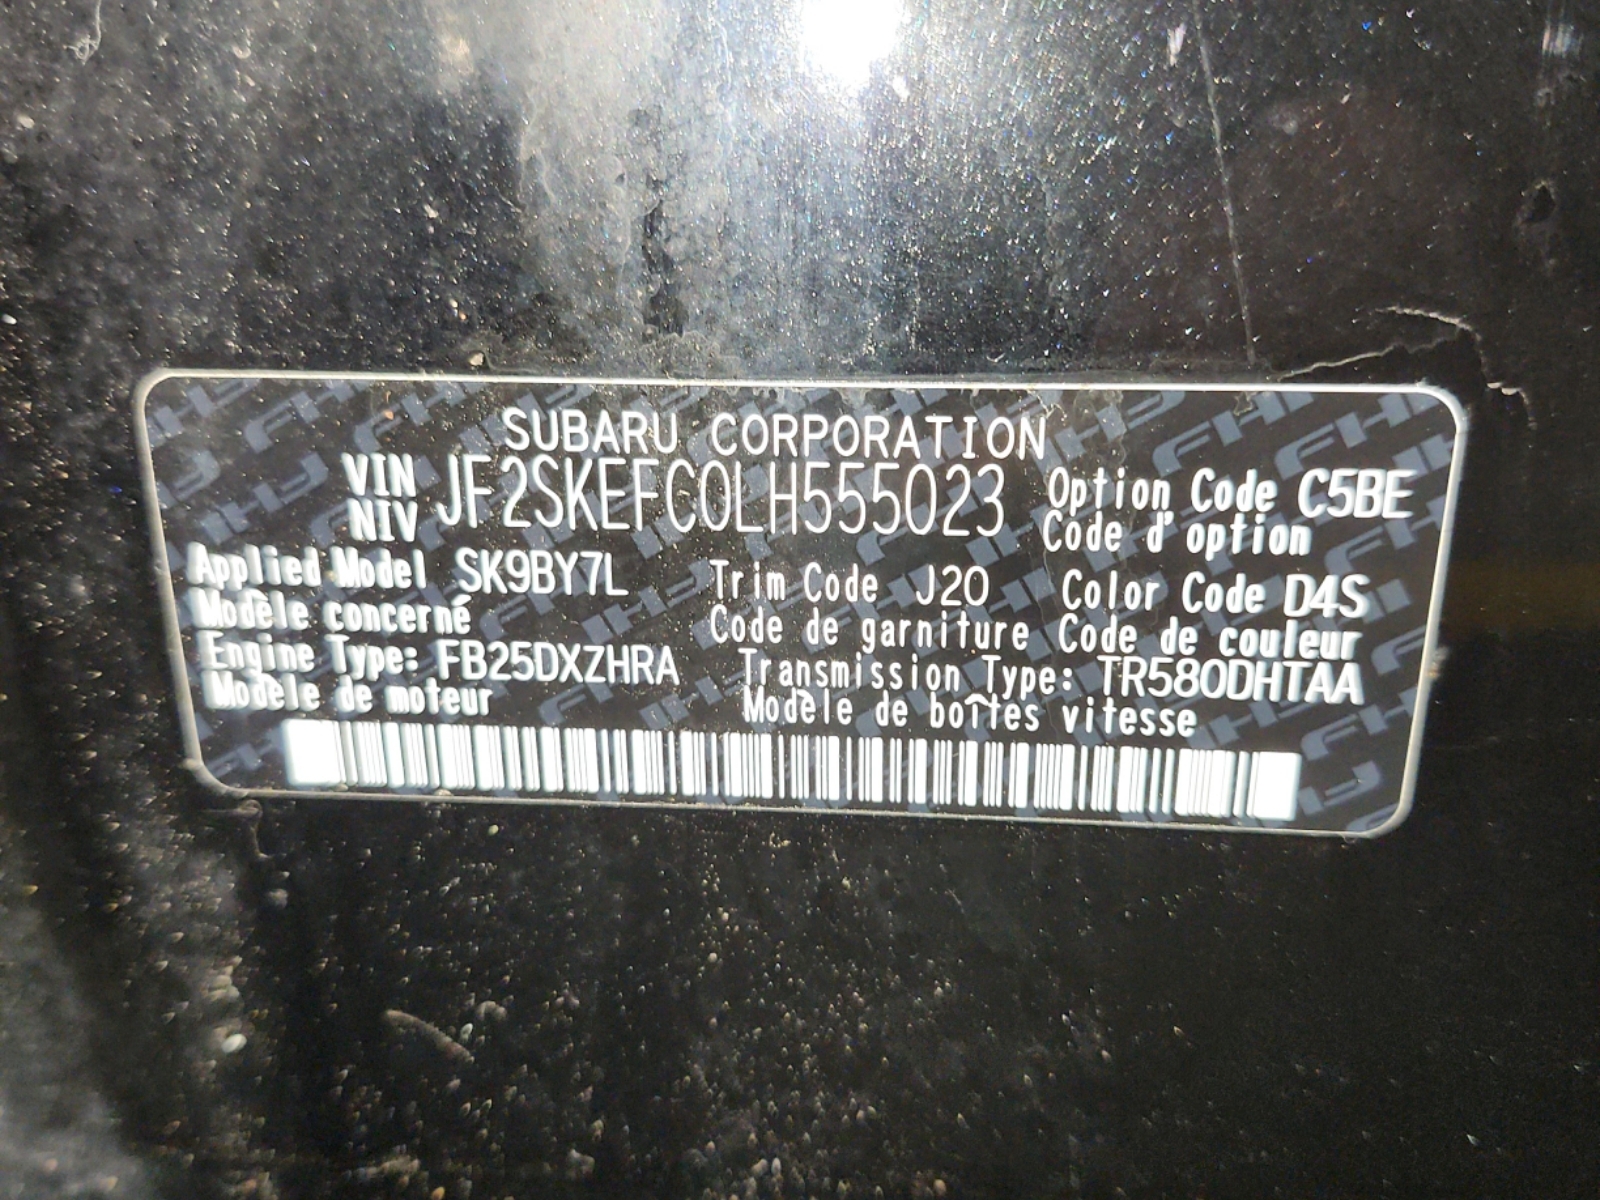 SUBARU CORPORATION
VIN JF2SKEFC0LH555023 Option Code C5BE
NIV Code d'option
Applied Model SK9BY7L Trim Code J20 Color Code D4S
Modèle concerné Code de garniture Code de couleur
Engine Type: FB25DXZHRA Transmission Type: TR580DHTAA
Modèle de moteur Modèle de boîtes vitesse